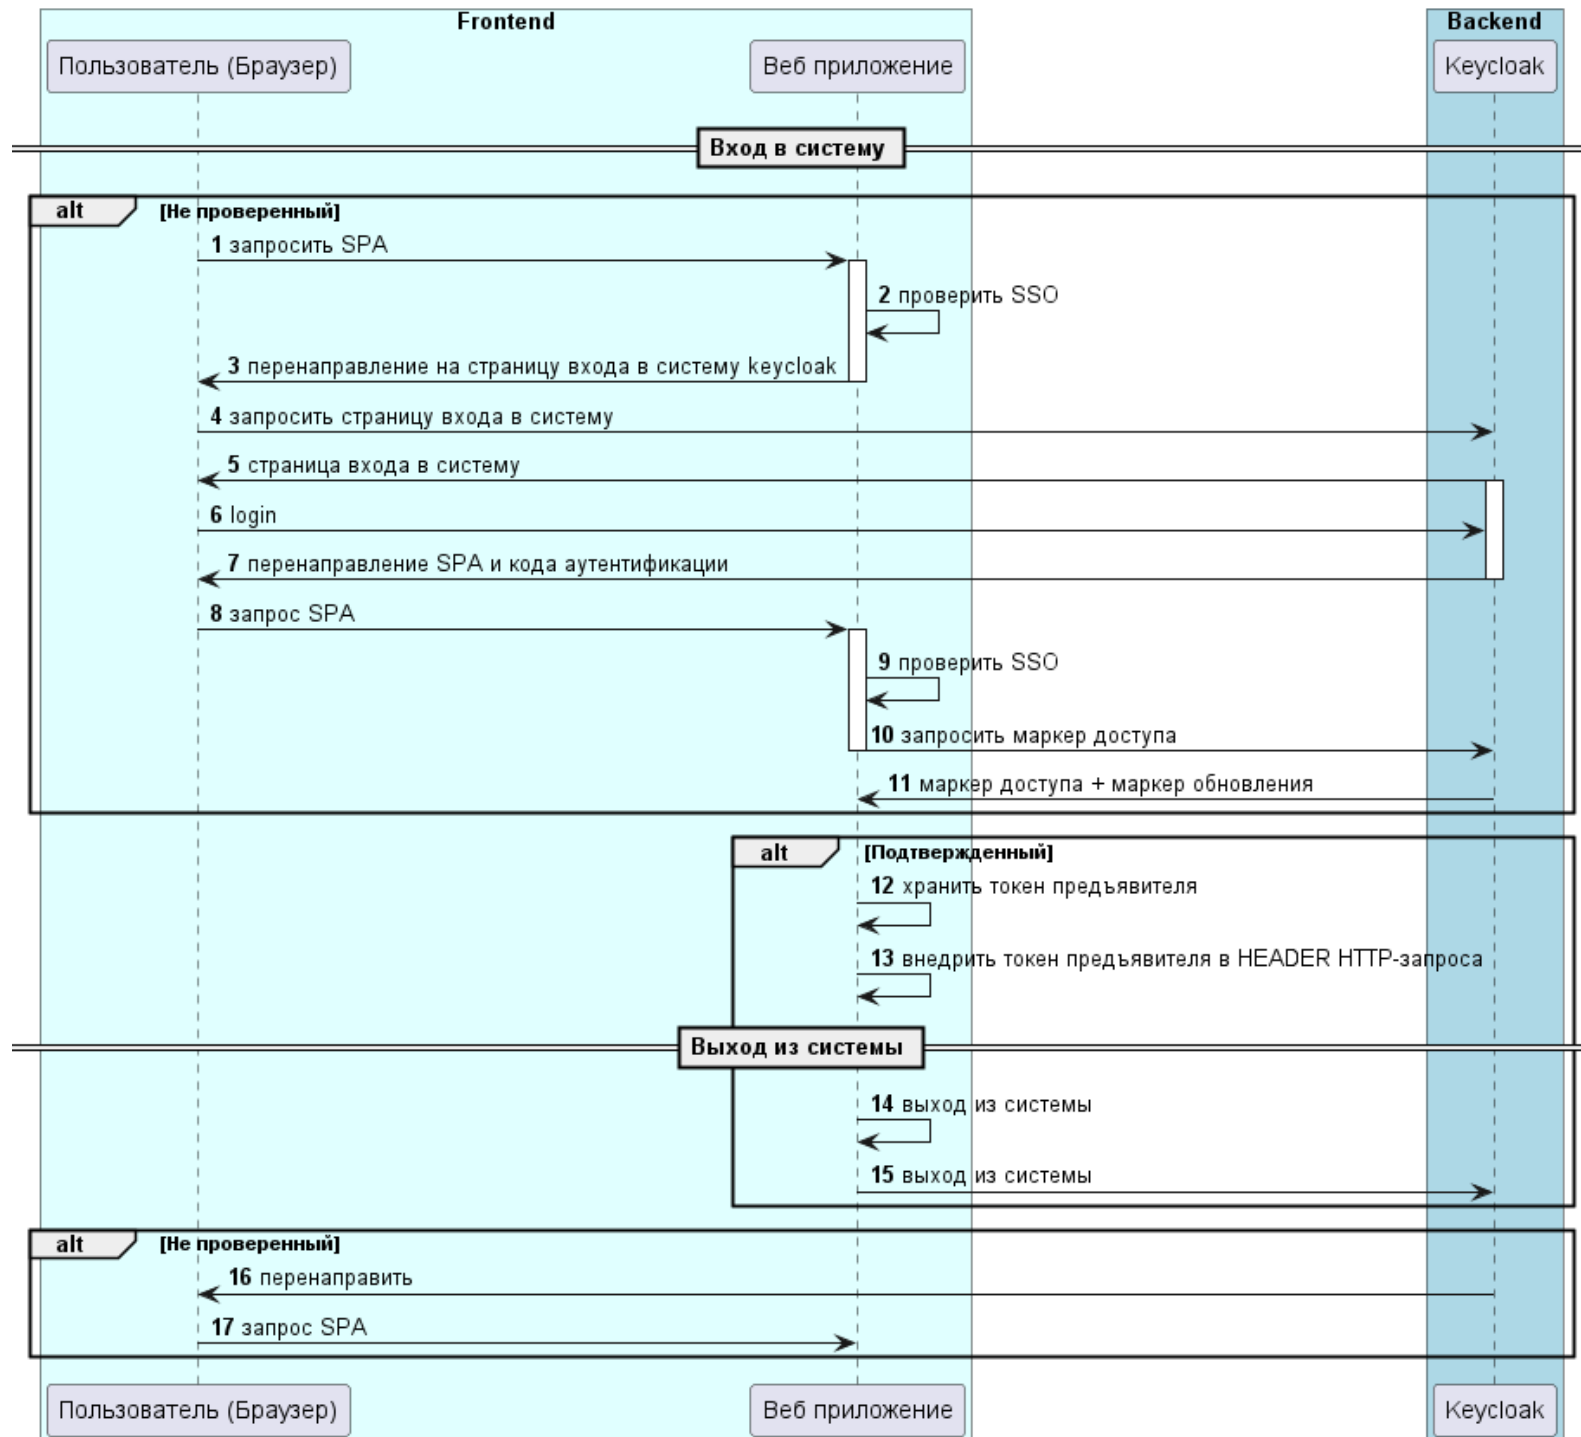 Frontend
Backend
Пользователь (Браузер)
Веб приложение
Keycloak
Вход в систему
alt
[Не проверенный]
1 запросить SPA
2 проверить SSO
3 перенаправление на страницу входа в систему keycloak
4 запросить страницу входа в систему
5 страница входа в систему
6 login
7 перенаправление SPA и кода аутентификации
8 запрос SPA
9 проверить SSO
10 запросить маркер доступа
11 маркер доступа + маркер обновления
alt
[Подтвержденный]
12 хранить токен предъявителя
13 внедрить токен предъявителя в HEADER HTTP-запроса
Выход из системы
14 выход из системы
15 выход из системы
alt
[Не проверенный]
16 перенаправить
17 запрос SPA
Пользователь (Браузер)
Веб приложение
Keycloak